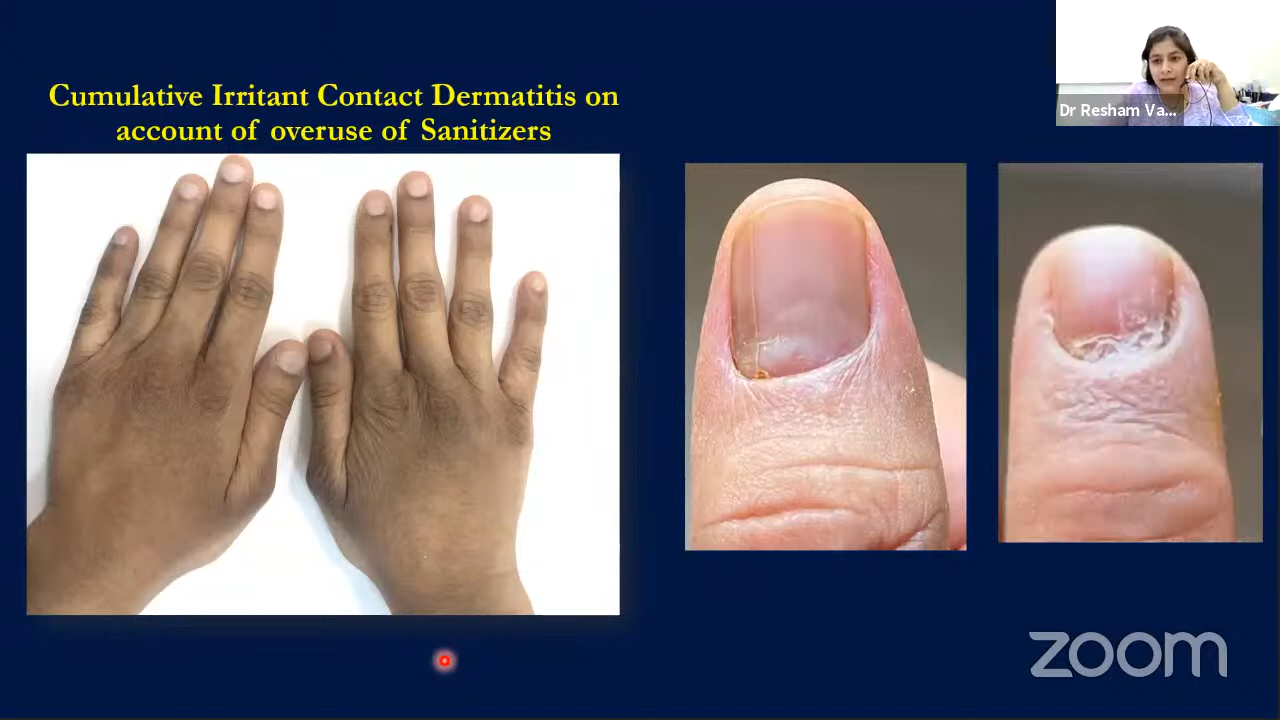 Cumulative Irritant Contact Dermatitis on
account of overuse of Sanitizers
Dr Resham Va...
zoom